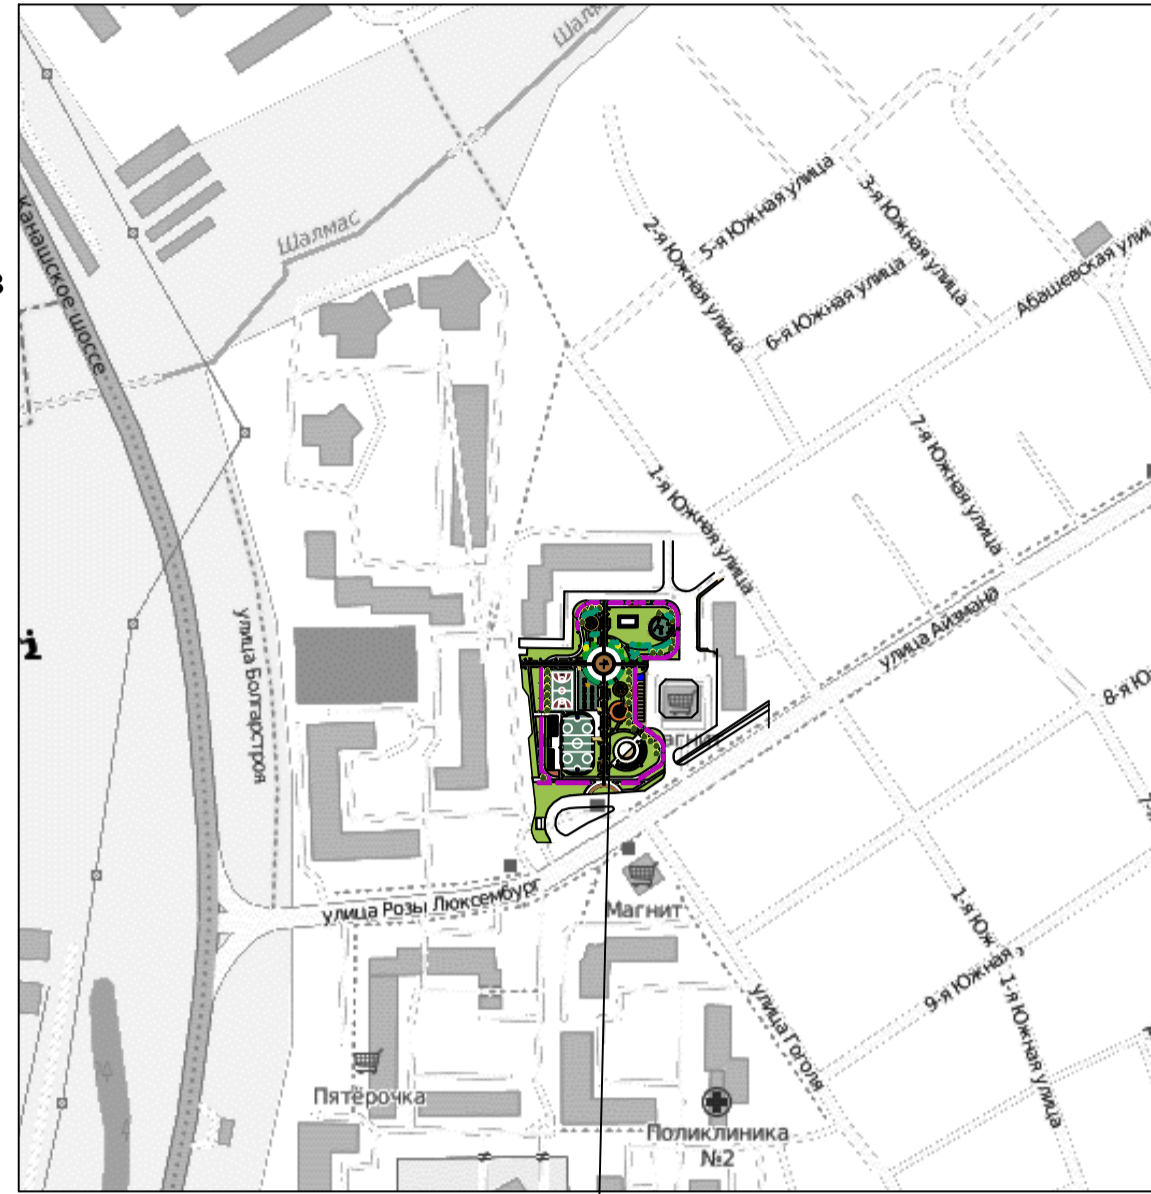 Шалмас
Шалмас
Канашское шоссе
5-я Южная улица
3-я Южная улица
2-я Южная улица
6-я Южная улица
Абашевская
7-я Южная улица
1-я Южная улица
улица Айзмана
улица Болгарстроя
улица Розы Люксембург
Магнит
1-я Юж
9-я Южная
1-я Южная улица
улица Гоголя
Пятёрочка
Поликлиника
№2